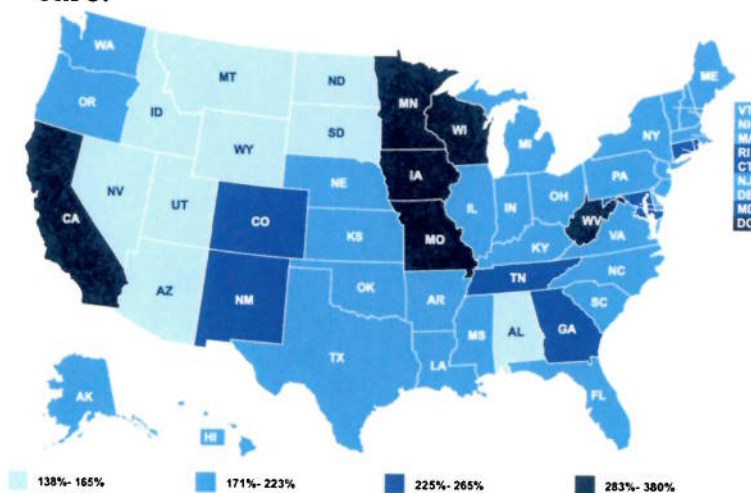 WA
MT
ND
MN
ME
OR
ID
SD
WI
MI
NY
VT
NH
MA
RI
CT
NJ
DE
MD
DC
WY
NE
IA
IL
IN
OH
PA
NV
UT
CO
KS
MO
KY
WV
VA
CA
AZ
NM
OK
AR
TN
NC
SC
TX
LA
MS
AL
GA
FL
AK
HI
138%- 165%
171%- 223%
225%- 265%
283%- 380%